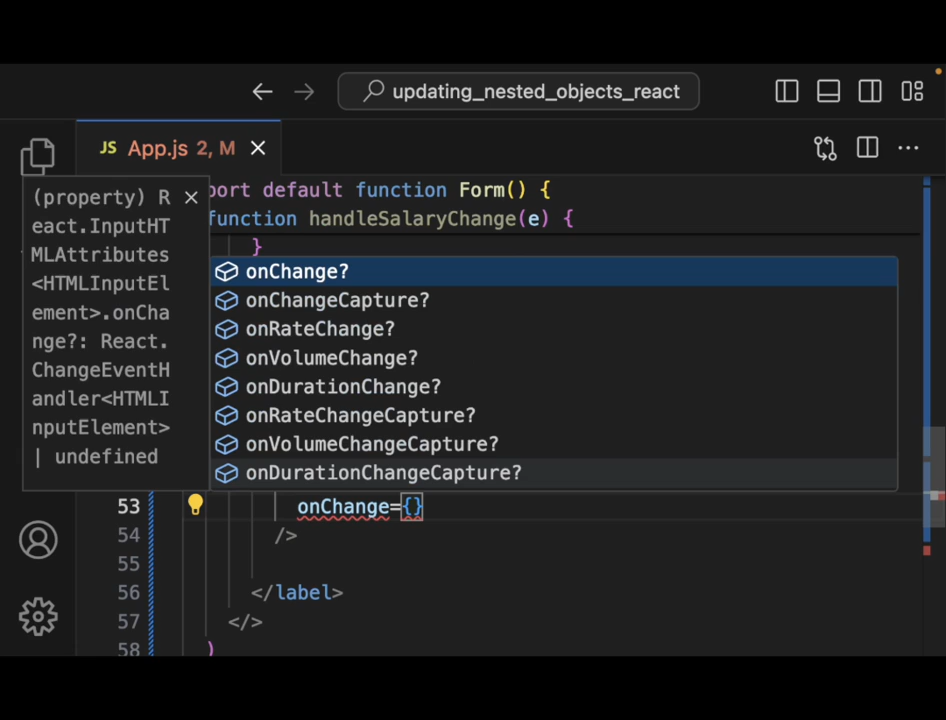 updating_nested_objects_react
JS App.js 2, M
port default function Form() {
function handleSalaryChange(e) {
}
(property) R
eact.InputHT
MLAttributes
<HTMLInputEl
ement>.onCha
nge?: React.
ChangeEventH
andler<HTMLI
nputElement>
| undefined
onChange?
onChangeCapture?
onRateChange?
onVolumeChange?
onDurationChange?
onRateChangeCapture?
onVolumeChangeCapture?
onDurationChangeCapture?
53 onChange={}
54 />
55
56 </label>
57 </>
58 )